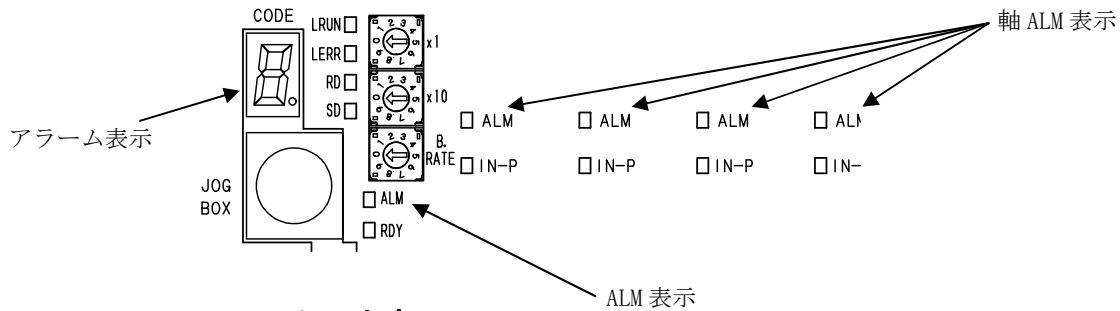 CODE
LRUN
LERR
RD
SD
x1
x10
B.
RATE
アラーム表示
JOG
BOX
ALM
RDY
ALM ALM ALM
IN-P IN-P IN-P IN-
軸 ALM 表示
ALM 表示